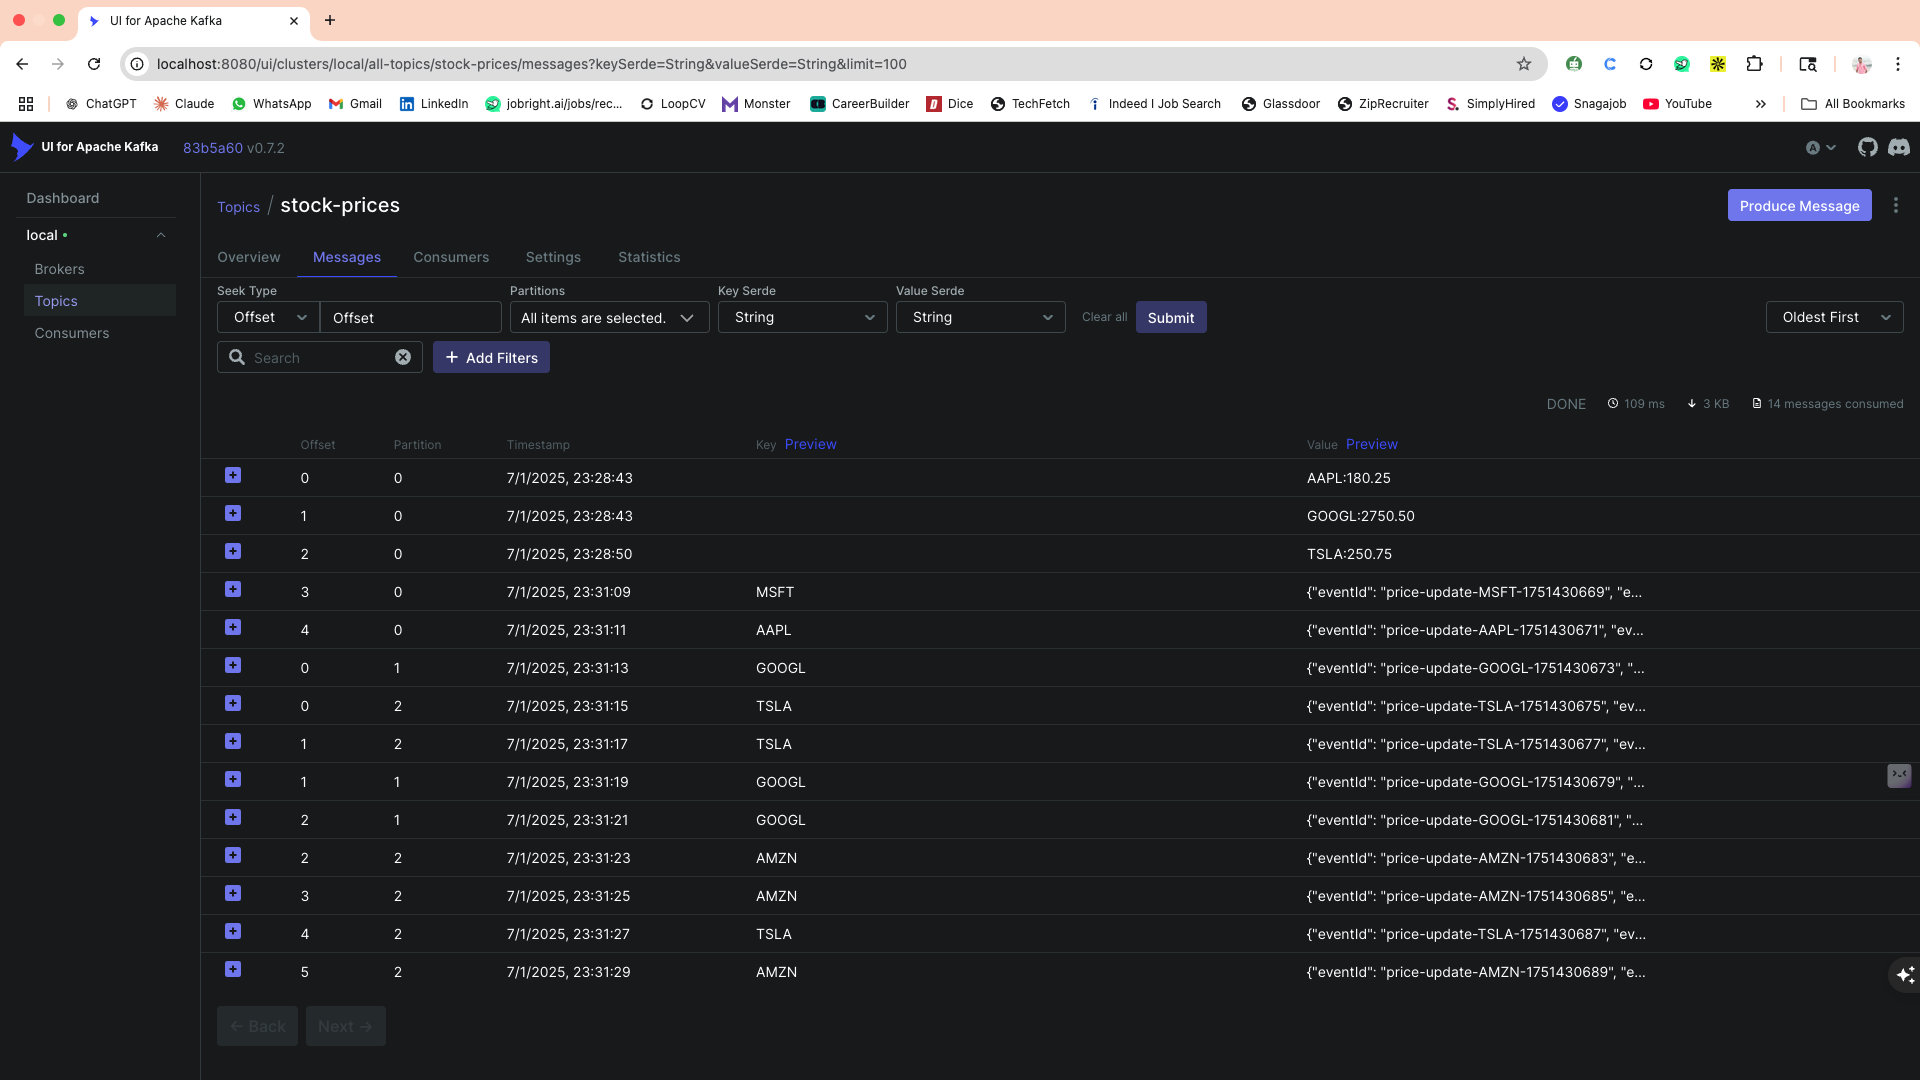 UI for Apache Kafka
localhost:8080/ui/clusters/local/all-topics/stock-prices/messages?keySerde=String&valueSerde=String&limit=100
ChatGPT Claude WhatsApp Gmail LinkedIn jobright.ai/jobs/rec... LoopCV Monster CareerBuilder Dice TechFetch Indeed I Job Search Glassdoor ZipRecruiter SimplyHired Snagajob YouTube All Bookmarks
UI for Apache Kafka 83b5a60 v0.7.2 A
Dashboard
local
Brokers
Topics
Consumers
Topics / stock-prices Produce Message
Overview Messages Consumers Settings Statistics
Seek Type Partitions Key Serde Value Serde
Offset Offset All items are selected. String String Clear all Submit Oldest First
Search + Add Filters
DONE 109 ms 3 KB 14 messages consumed
Offset Partition Timestamp Key Preview Value Preview
0 0 7/1/2025, 23:28:43 AAPL:180.25
1 0 7/1/2025, 23:28:43 GOOGL:2750.50
2 0 7/1/2025, 23:28:50 TSLA:250.75
3 0 7/1/2025, 23:31:09 MSFT {"eventId": "price-update-MSFT-1751430669", "e...
4 0 7/1/2025, 23:31:11 AAPL {"eventId": "price-update-AAPL-1751430671", "ev...
0 1 7/1/2025, 23:31:13 GOOGL {"eventId": "price-update-GOOGL-1751430673", "...
0 2 7/1/2025, 23:31:15 TSLA {"eventId": "price-update-TSLA-1751430675", "ev...
1 2 7/1/2025, 23:31:17 TSLA {"eventId": "price-update-TSLA-1751430677", "ev...
1 1 7/1/2025, 23:31:19 GOOGL {"eventId": "price-update-GOOGL-1751430679", "...
2 1 7/1/2025, 23:31:21 GOOGL {"eventId": "price-update-GOOGL-1751430681", "...
2 2 7/1/2025, 23:31:23 AMZN {"eventId": "price-update-AMZN-1751430683", "e...
3 2 7/1/2025, 23:31:25 AMZN {"eventId": "price-update-AMZN-1751430685", "e...
4 2 7/1/2025, 23:31:27 TSLA {"eventId": "price-update-TSLA-1751430687", "ev...
5 2 7/1/2025, 23:31:29 AMZN {"eventId": "price-update-AMZN-1751430689", "e...
← Back Next →